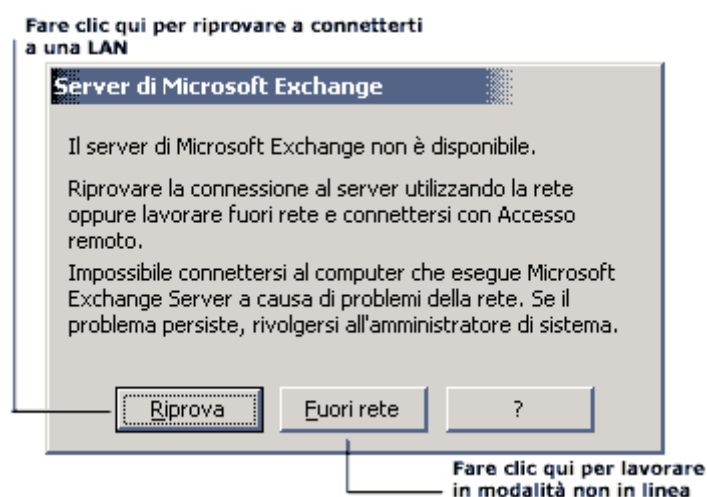 Fare clic qui per riprovare a connetterti
a una LAN
Server di Microsoft Exchange
Il server di Microsoft Exchange non è disponibile.
Riprovare la connessione al server utilizzando la rete
oppure lavorare fuori rete e connettersi con Accesso
remoto.
Impossibile connettersi al computer che esegue Microsoft
Exchange Server a causa di problemi della rete. Se il
problema persiste, rivolgersi all'amministratore di sistema.
Riprova
Fuori rete
?
Fare clic qui per lavorare
in modalità non in linea